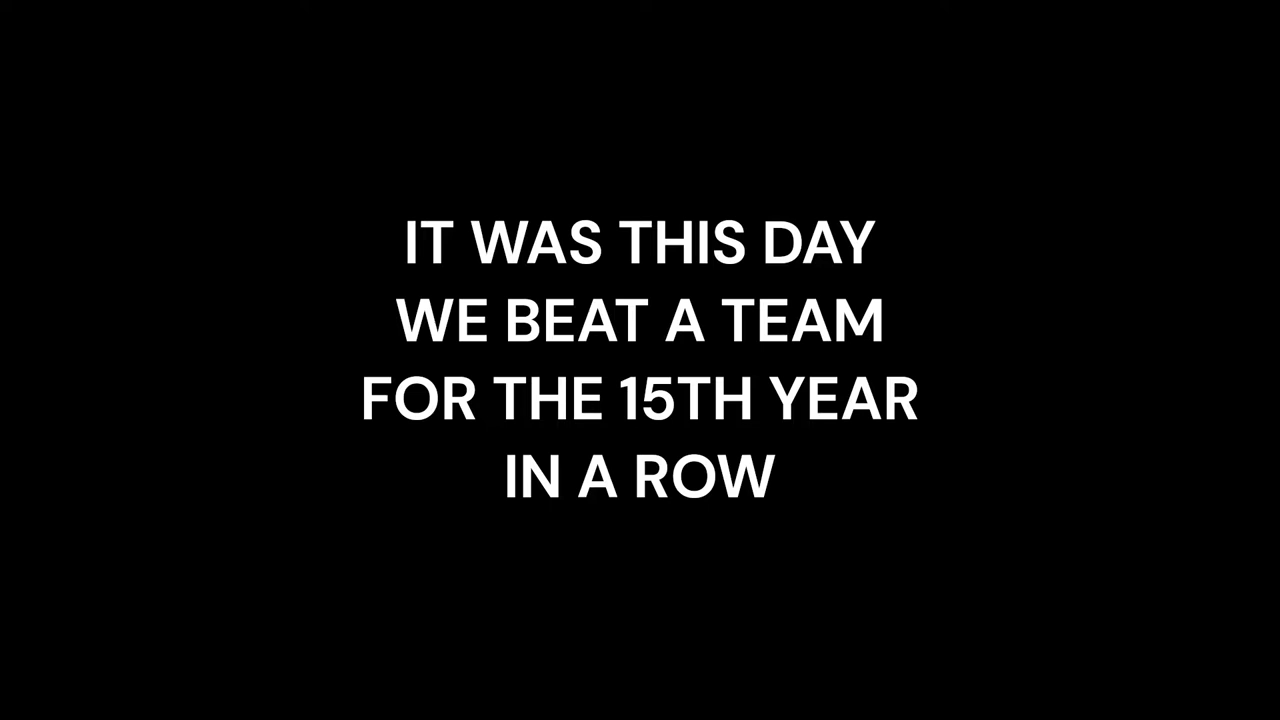 IT WAS THIS DAY
WE BEAT A TEAM
FOR THE 15TH YEAR
IN A ROW